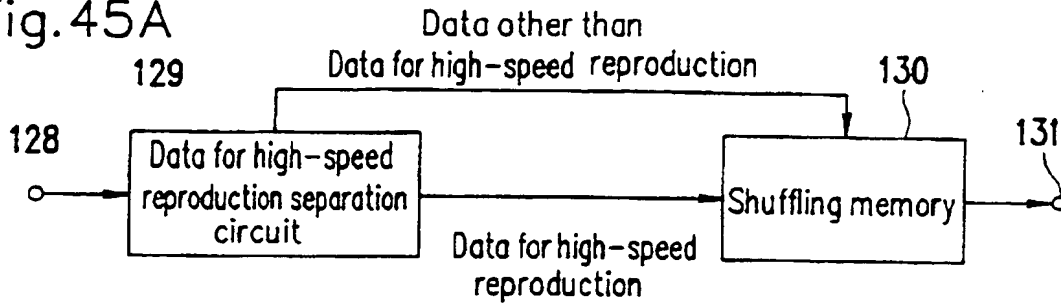 ig. 45A
Data other than
Data for high-speed reproduction
129
130
128
131
Data for high-speed
reproduction separation
circuit
Shuffling memory
Data for high-speed
reproduction